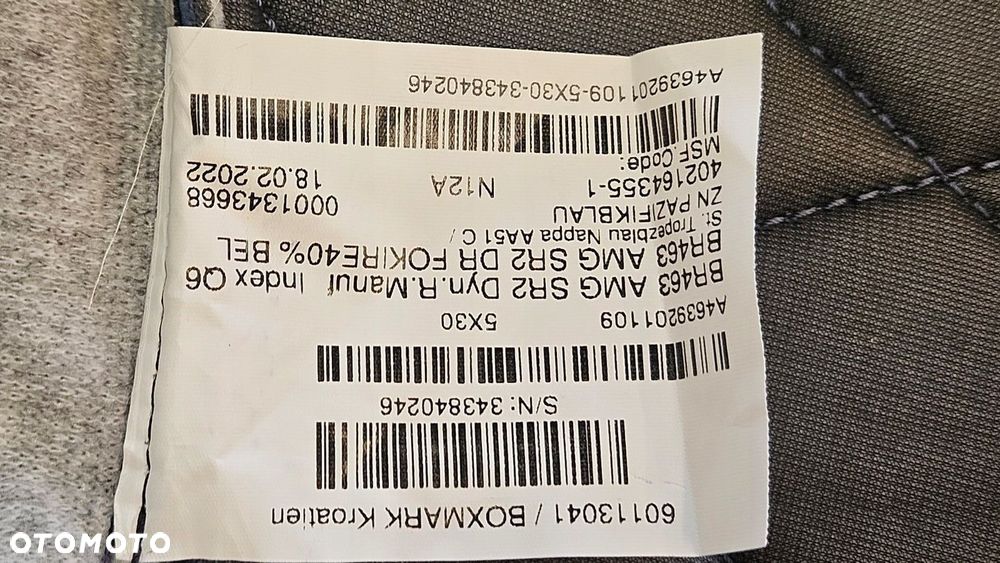 60113041 / BOXMARK Kroatien
S/N: 343840246
A4639201109 5X30
BR463 AMG SR2 Dyn.R.Manuf Index Q6
BR463 AMG SR2 DR FOKIRE40% BEL
St. Tropezblau Nappa AA51 C /
ZN PAZIFIKBLAU 0001343668
402164355-1 N12A 18.02.2022
MSF.Code:
A4639201109-5X30-343840246
OTOMOTO